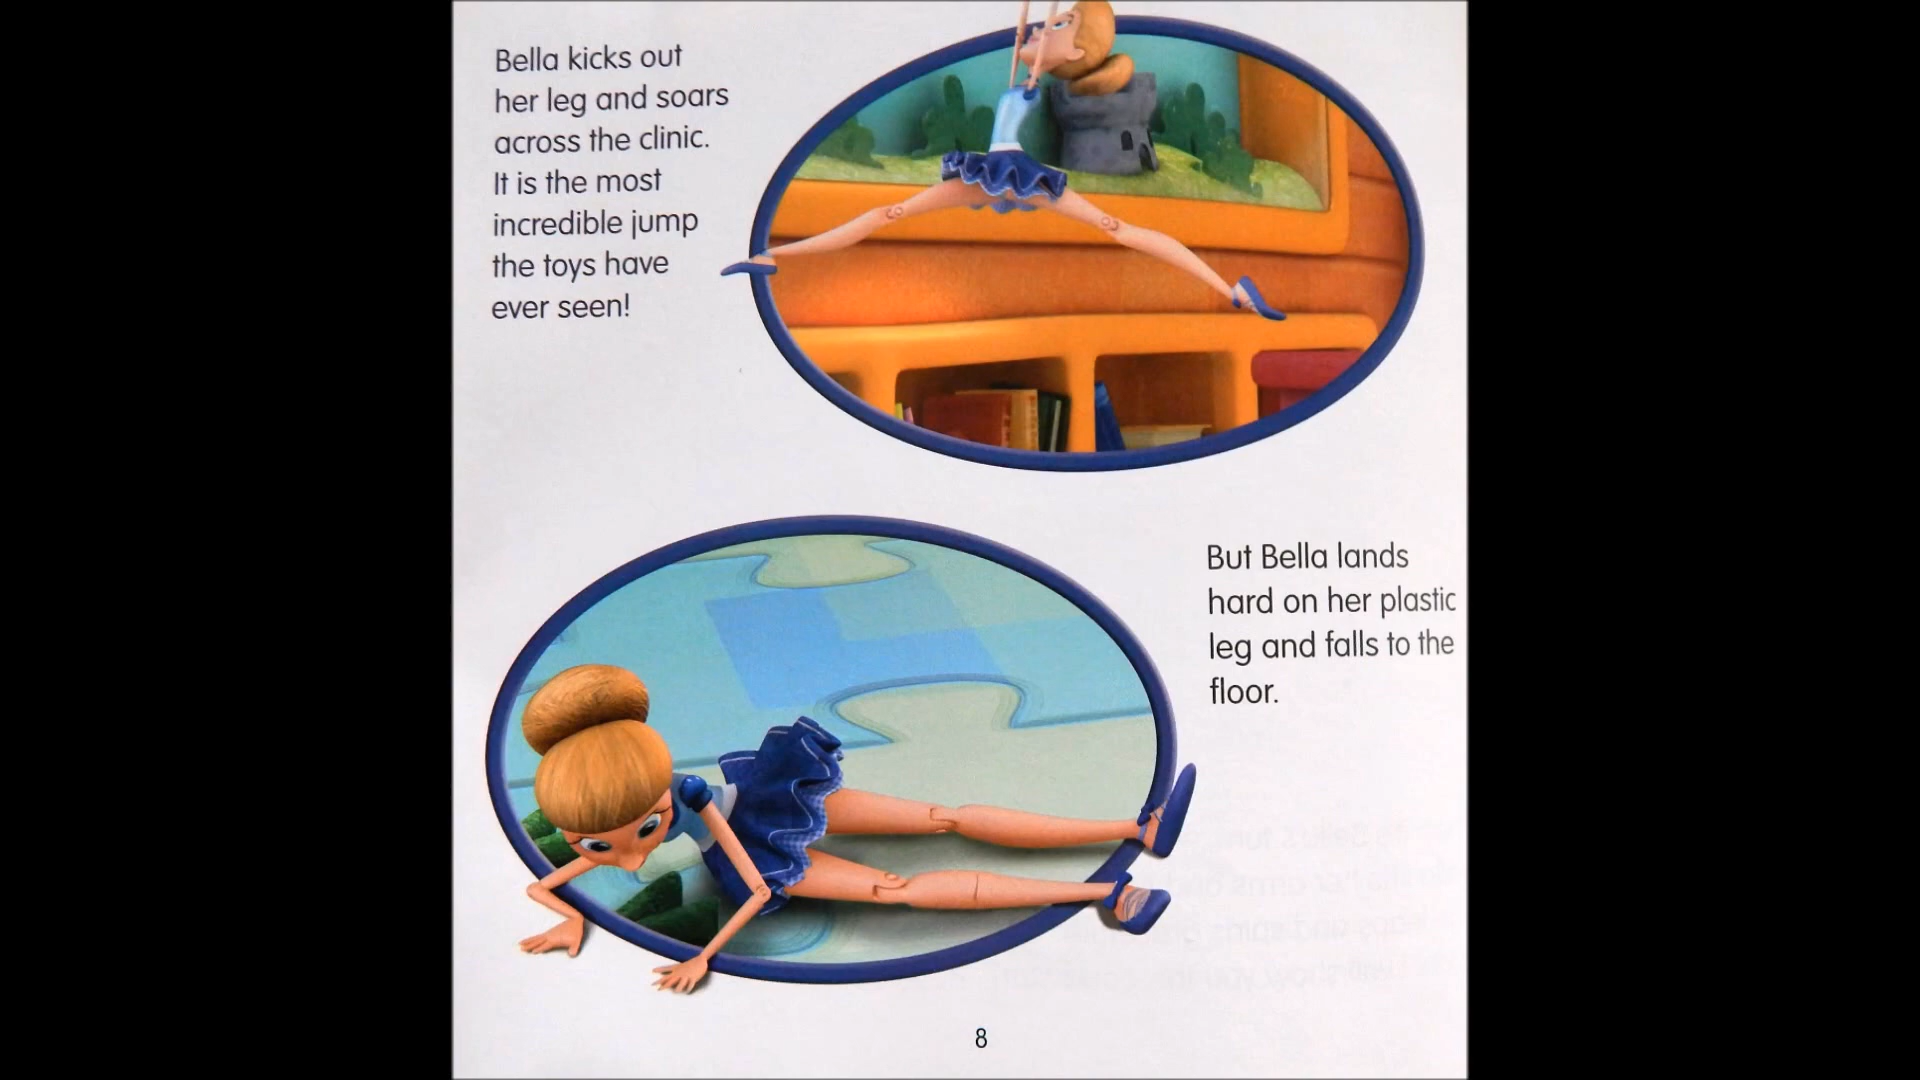 Bella kicks out
her leg and soars
across the clinic.
It is the most
incredible jump
the toys have
ever seen!
But Bella lands
hard on her plastic
leg and falls to the
floor.
8